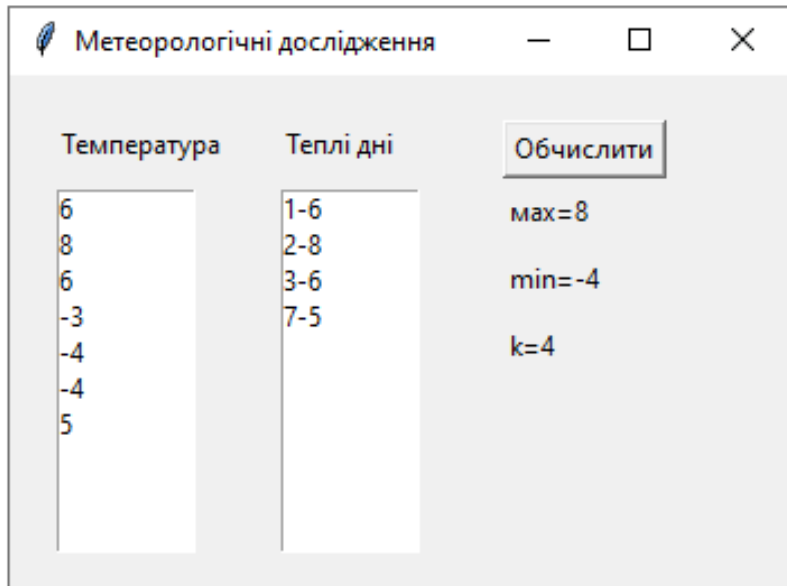 Метеорологічні дослідження
Температура
Теплі дні
Обчислити
6
8
6
-3
-4
-4
5
1-6
2-8
3-6
7-5
мах=8
min=-4
k=4